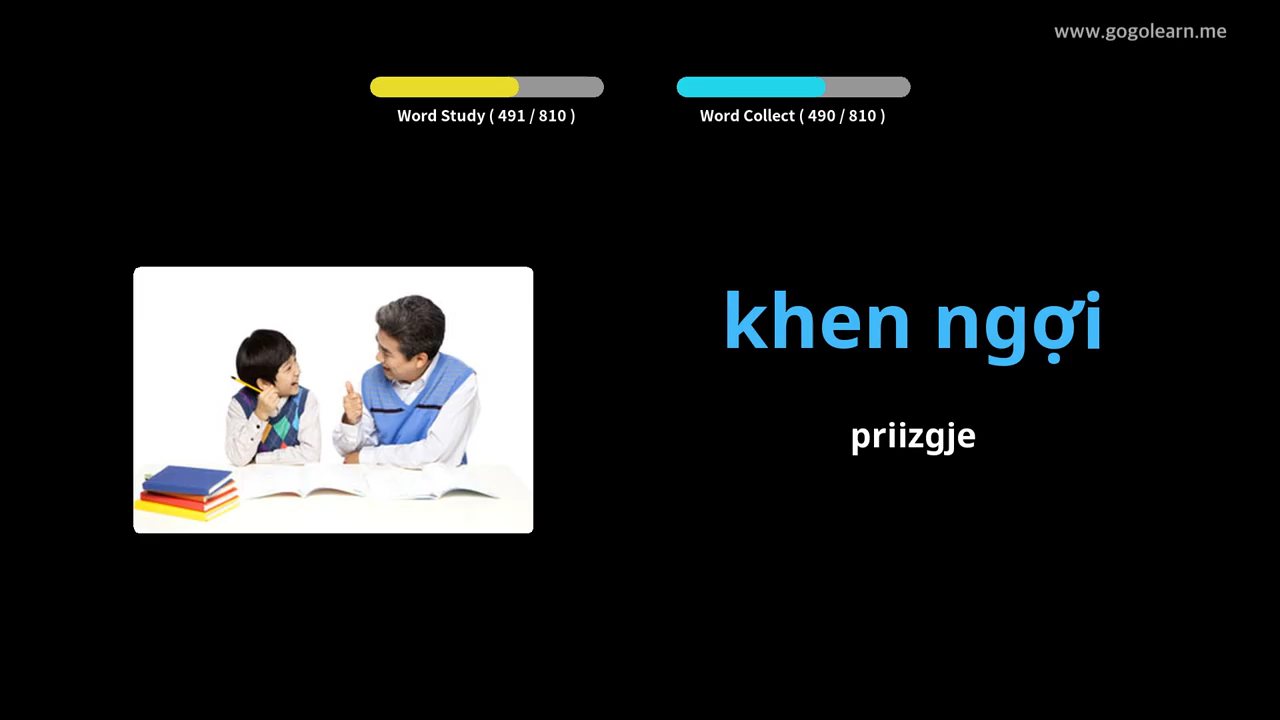 www.gogolearn.me
Word Study ( 491 / 810 )
Word Collect ( 490 / 810 )
khen ngợi
priizgje